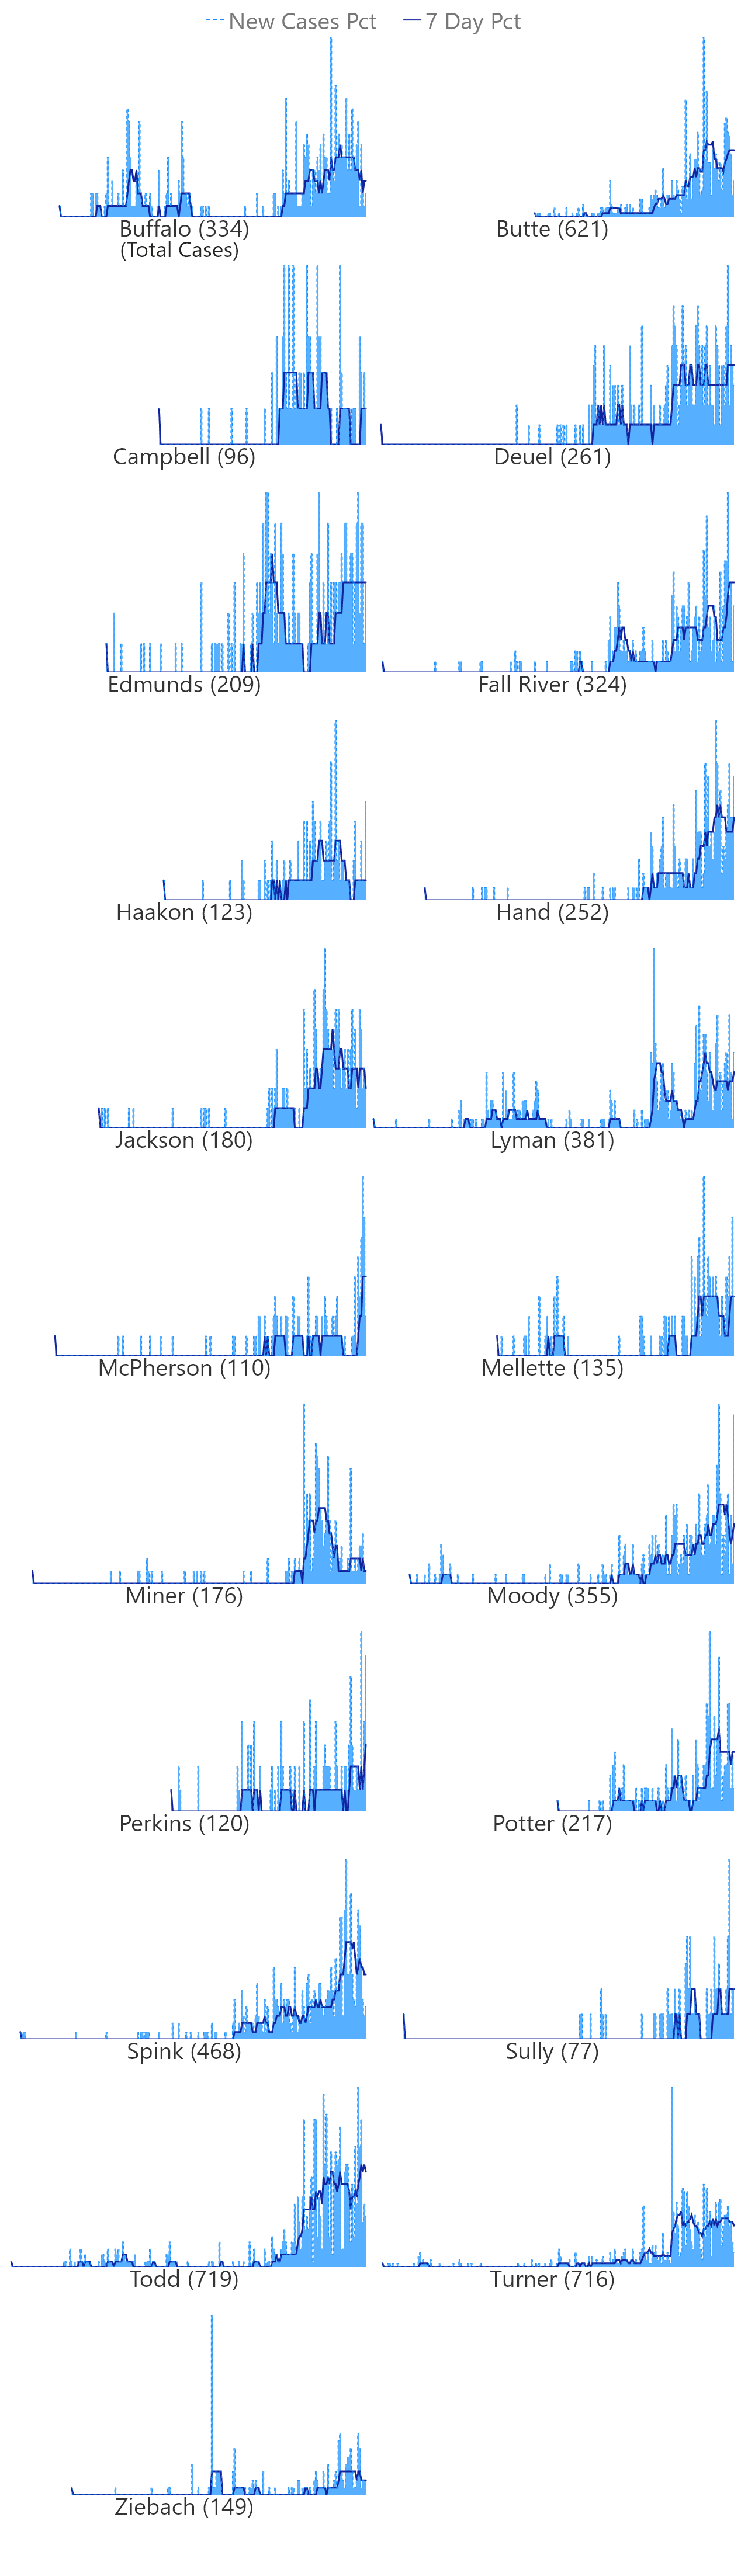 New Cases Pct 7 Day Pct
Buffalo (334) Butte (621)
(Total Cases)
Campbell (96) Deuel (261)
Edmunds (209) Fall River (324)
Haakon (123) Hand (252)
Jackson (180) Lyman (381)
McPherson (110) Mellette (135)
Miner (176) Moody (355)
Perkins (120) Potter (217)
Spink (468) Sully (77)
Todd (719) Turner (716)
Ziebach (149)